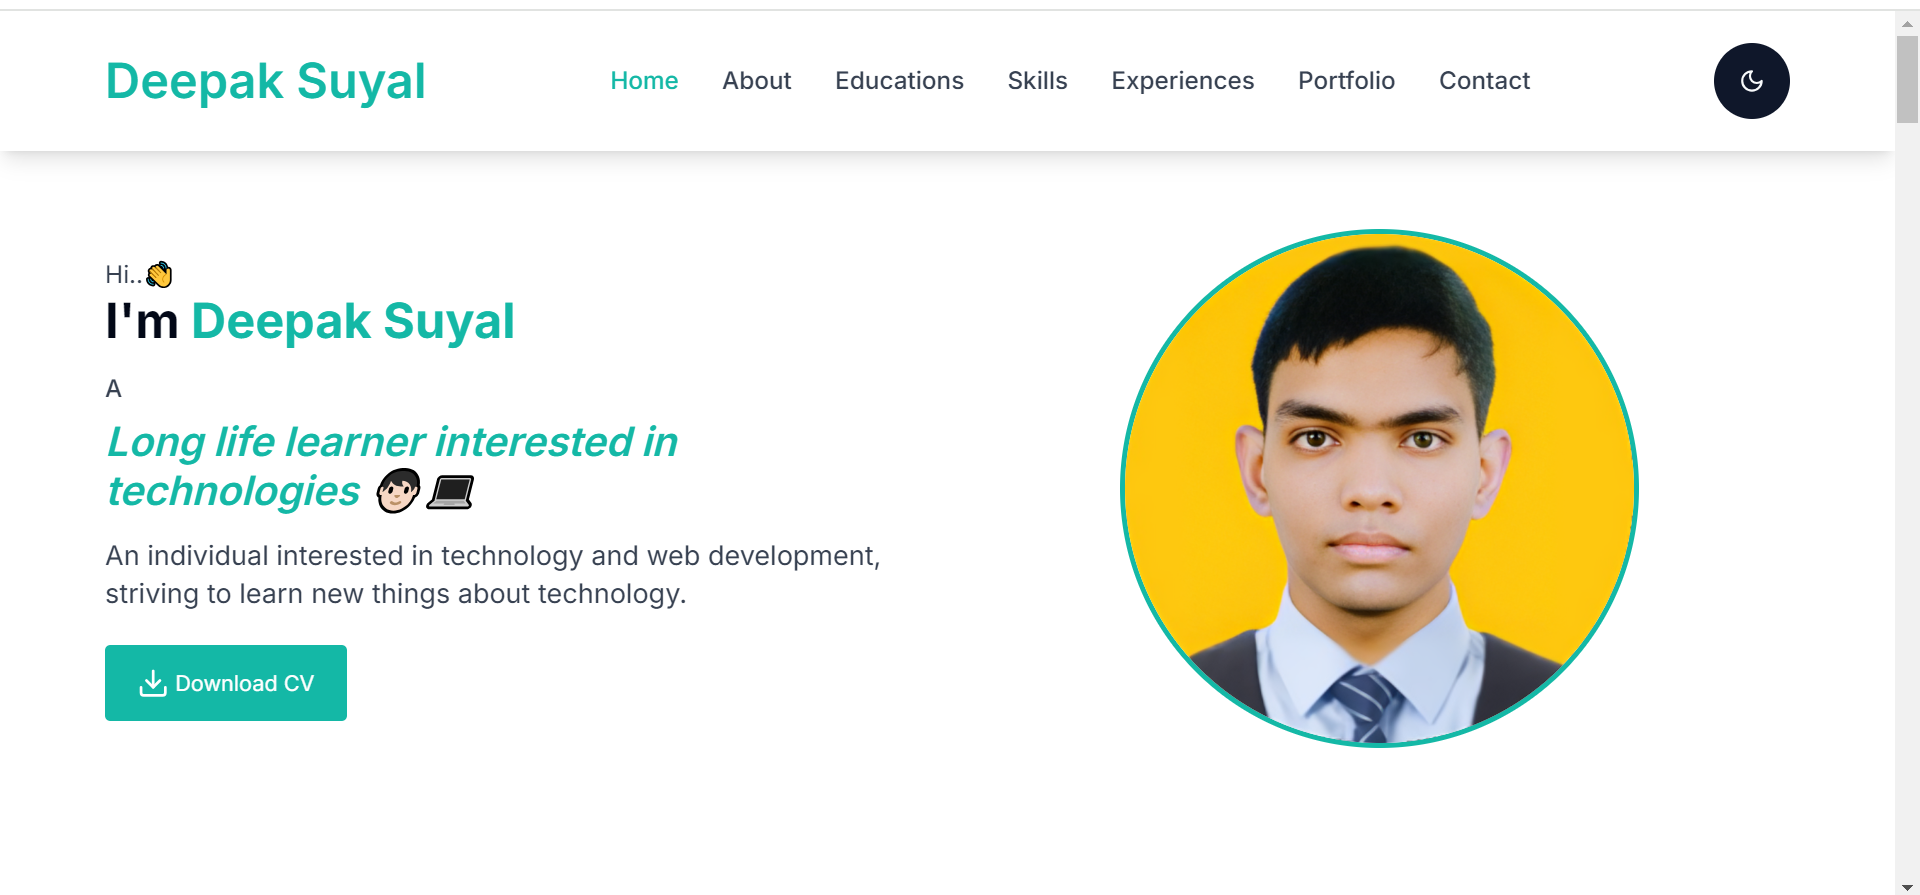 Deepak Suyal
Home About Educations Skills Experiences Portfolio Contact
Hi..👋
I'm Deepak Suyal
A
Long life learner interested in
technologies 🧑🏻💻
An individual interested in technology and web development,
striving to learn new things about technology.
Download CV